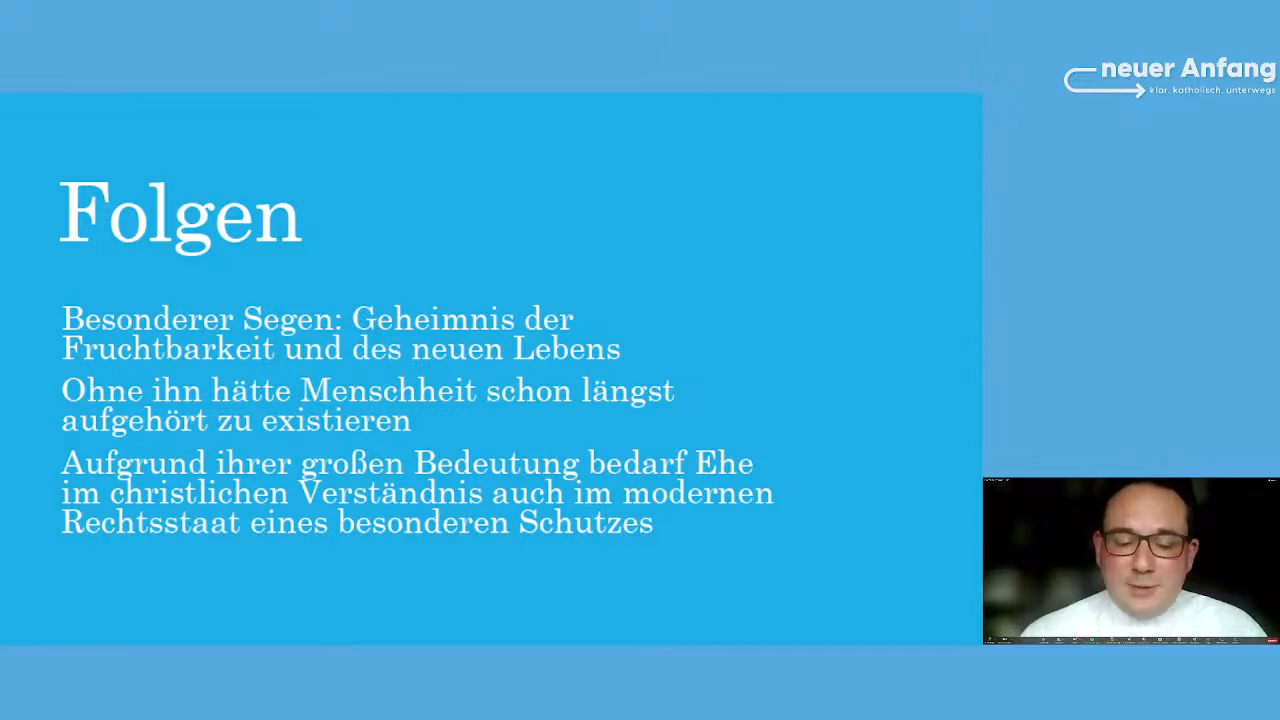 neuer Anfang
klar. katholisch. unterwegs
Folgen
Besonderer Segen: Geheimnis der
Fruchtbarkeit und des neuen Lebens
Ohne ihn hätte Menschheit schon längst
aufgehört zu existieren
Aufgrund ihrer großen Bedeutung bedarf Ehe
im christlichen Verständnis auch im modernen
Rechtsstaat eines besonderen Schutzes